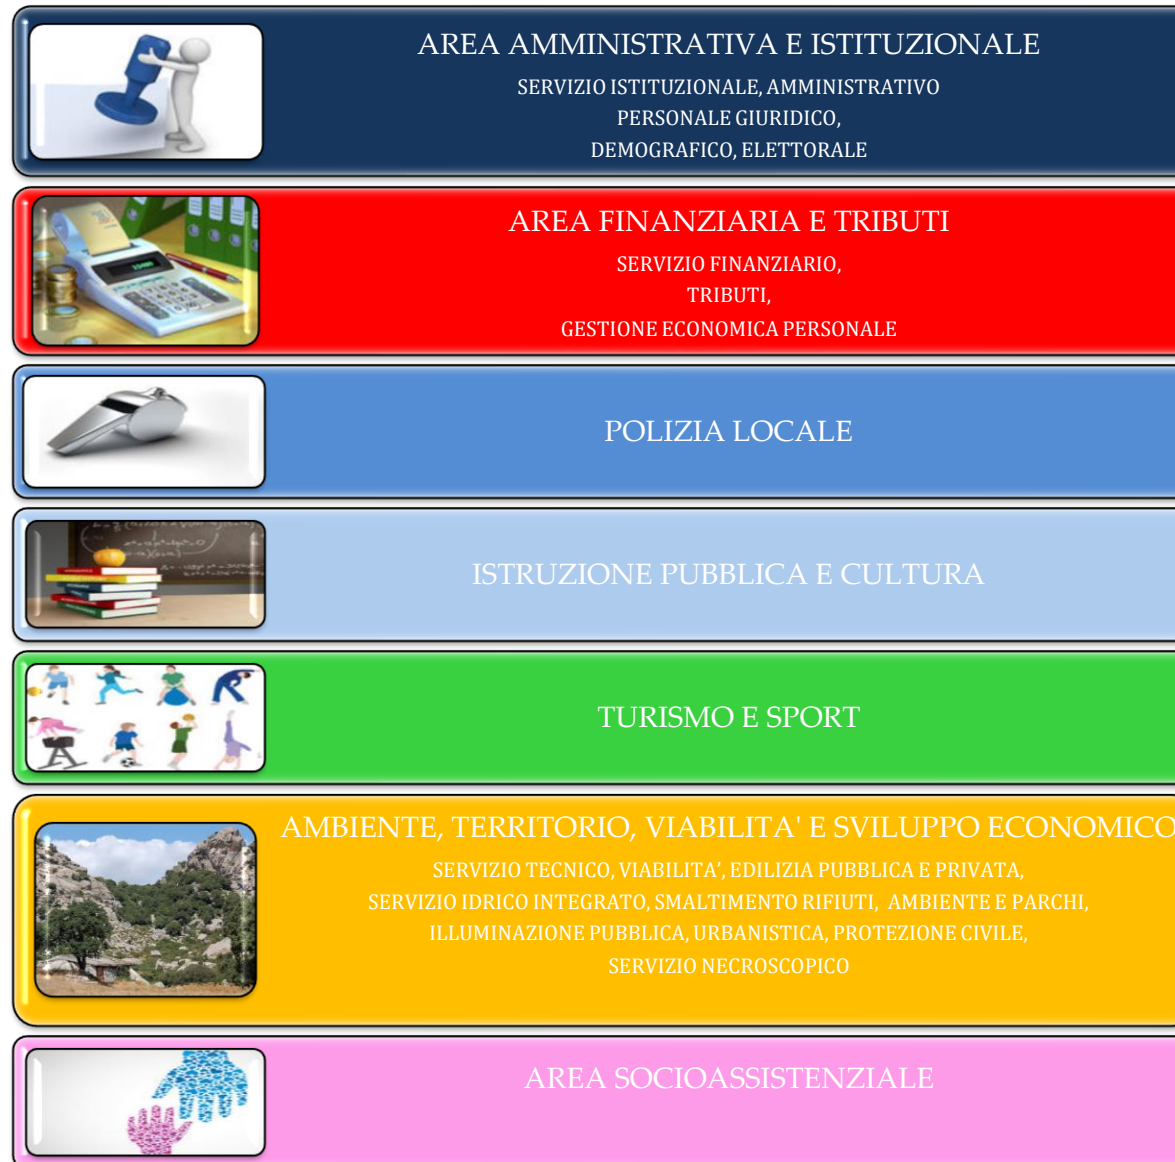 AREA AMMINISTRATIVA E ISTITUZIONALE
SERVIZIO ISTITUZIONALE, AMMINISTRATIVO
PERSONALE GIURIDICO,
DEMOGRAFICO, ELETTORALE
AREA FINANZIARIA E TRIBUTI
SERVIZIO FINANZIARIO,
TRIBUTI,
GESTIONE ECONOMICA PERSONALE
POLIZIA LOCALE
ISTRUZIONE PUBBLICA E CULTURA
TURISMO E SPORT
AMBIENTE, TERRITORIO, VIABILITA' E SVILUPPO ECONOMICO
SERVIZIO TECNICO, VIABILITA’, EDILIZIA PUBBLICA E PRIVATA,
SERVIZIO IDRICO INTEGRATO, SMALTIMENTO RIFIUTI, AMBIENTE E PARCHI,
ILLUMINAZIONE PUBBLICA, URBANISTICA, PROTEZIONE CIVILE,
SERVIZIO NECROSCOPICO
AREA SOCIOASSISTENZIALE